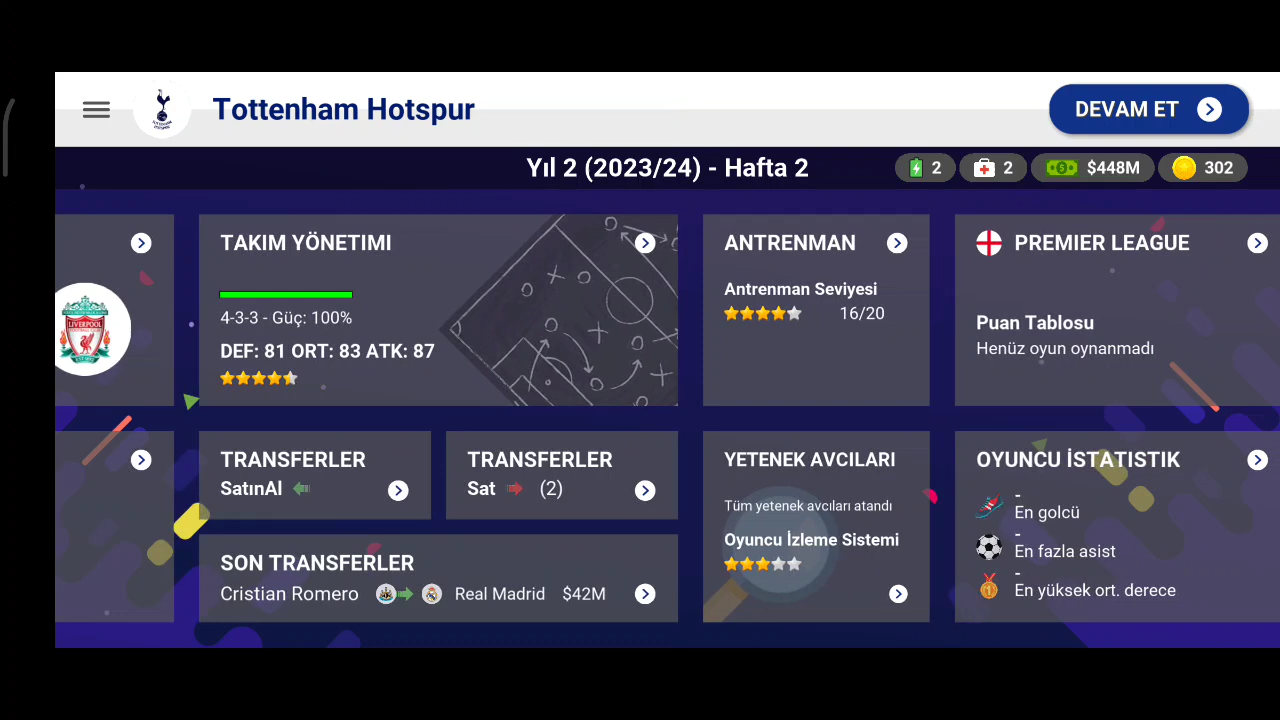 Tottenham Hotspur
DEVAM ET
Yıl 2 (2023/24) - Hafta 2
2
2
$448M
302
TAKIM YÖNETIMI
4-3-3 - Güç: 100%
DEF: 81 ORT: 83 ATK: 87
ANTRENMAN
Antrenman Seviyesi
16/20
PREMIER LEAGUE
Puan Tablosu
Henüz oyun oynanmadı
TRANSFERLER
SatınAl
TRANSFERLER
Sat (2)
SON TRANSFERLER
Cristian Romero Real Madrid $42M
YETENEK AVCILARI
Tüm yetenek avcıları atandı
Oyuncu İzleme Sistemi
OYUNCU İSTATISTIK
-
En golcü
-
En fazla asist
-
En yüksek ort. derece